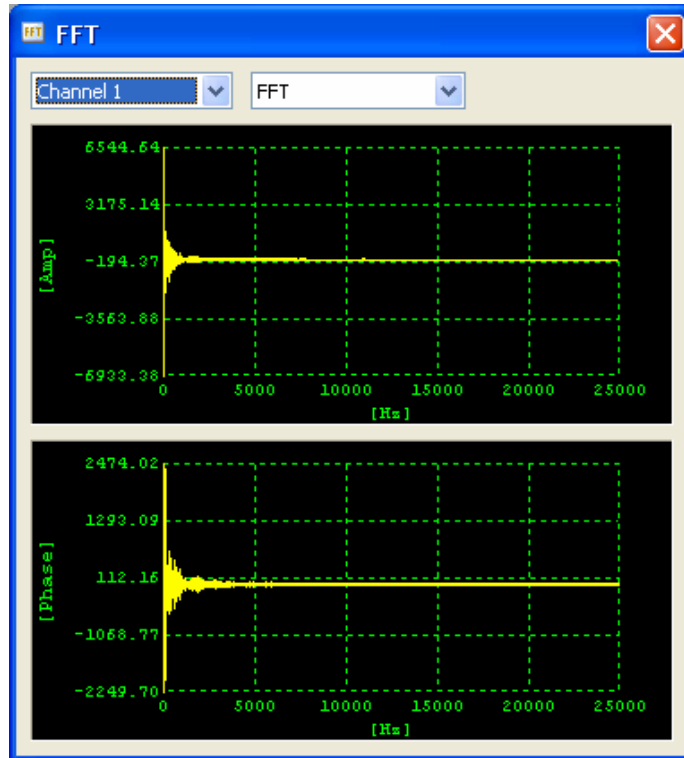 FFT FFT
Channel 1 FFT
6544.64
3175.14
-194.37
-3563.88
-6933.38
[Amp]
0 5000 10000 15000 20000 25000
[Hz]
2474.02
1293.09
112.16
-1068.77
-2249.70
[Phase]
0 5000 10000 15000 20000 25000
[Hz]